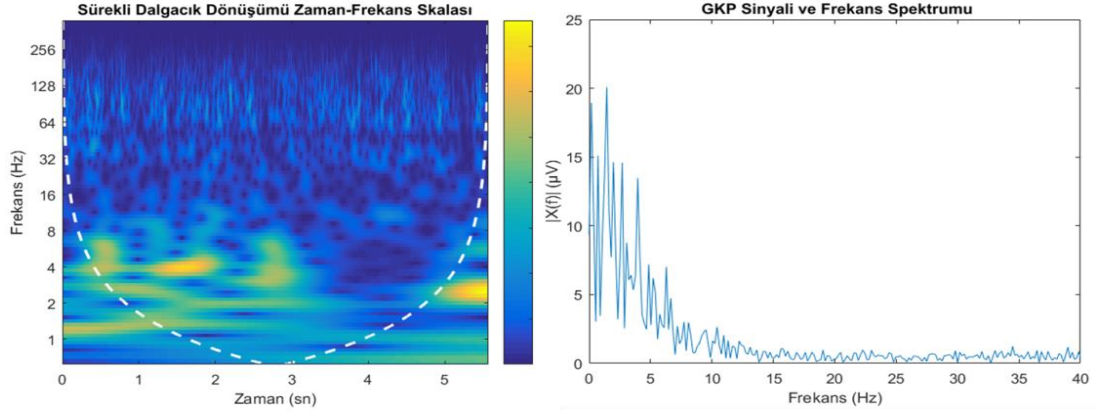 Sürekli Dalgacık Dönüşümü Zaman-Frekans Skalası
256
128
64
32
16
8
4
2
1
Frekans (Hz)
0 1 2 3 4 5
Zaman (sn)
GKP Sinyali ve Frekans Spektrumu
25
20
15
10
5
0
|X(f)| (µV)
0 5 10 15 20 25 30 35 40
Frekans (Hz)